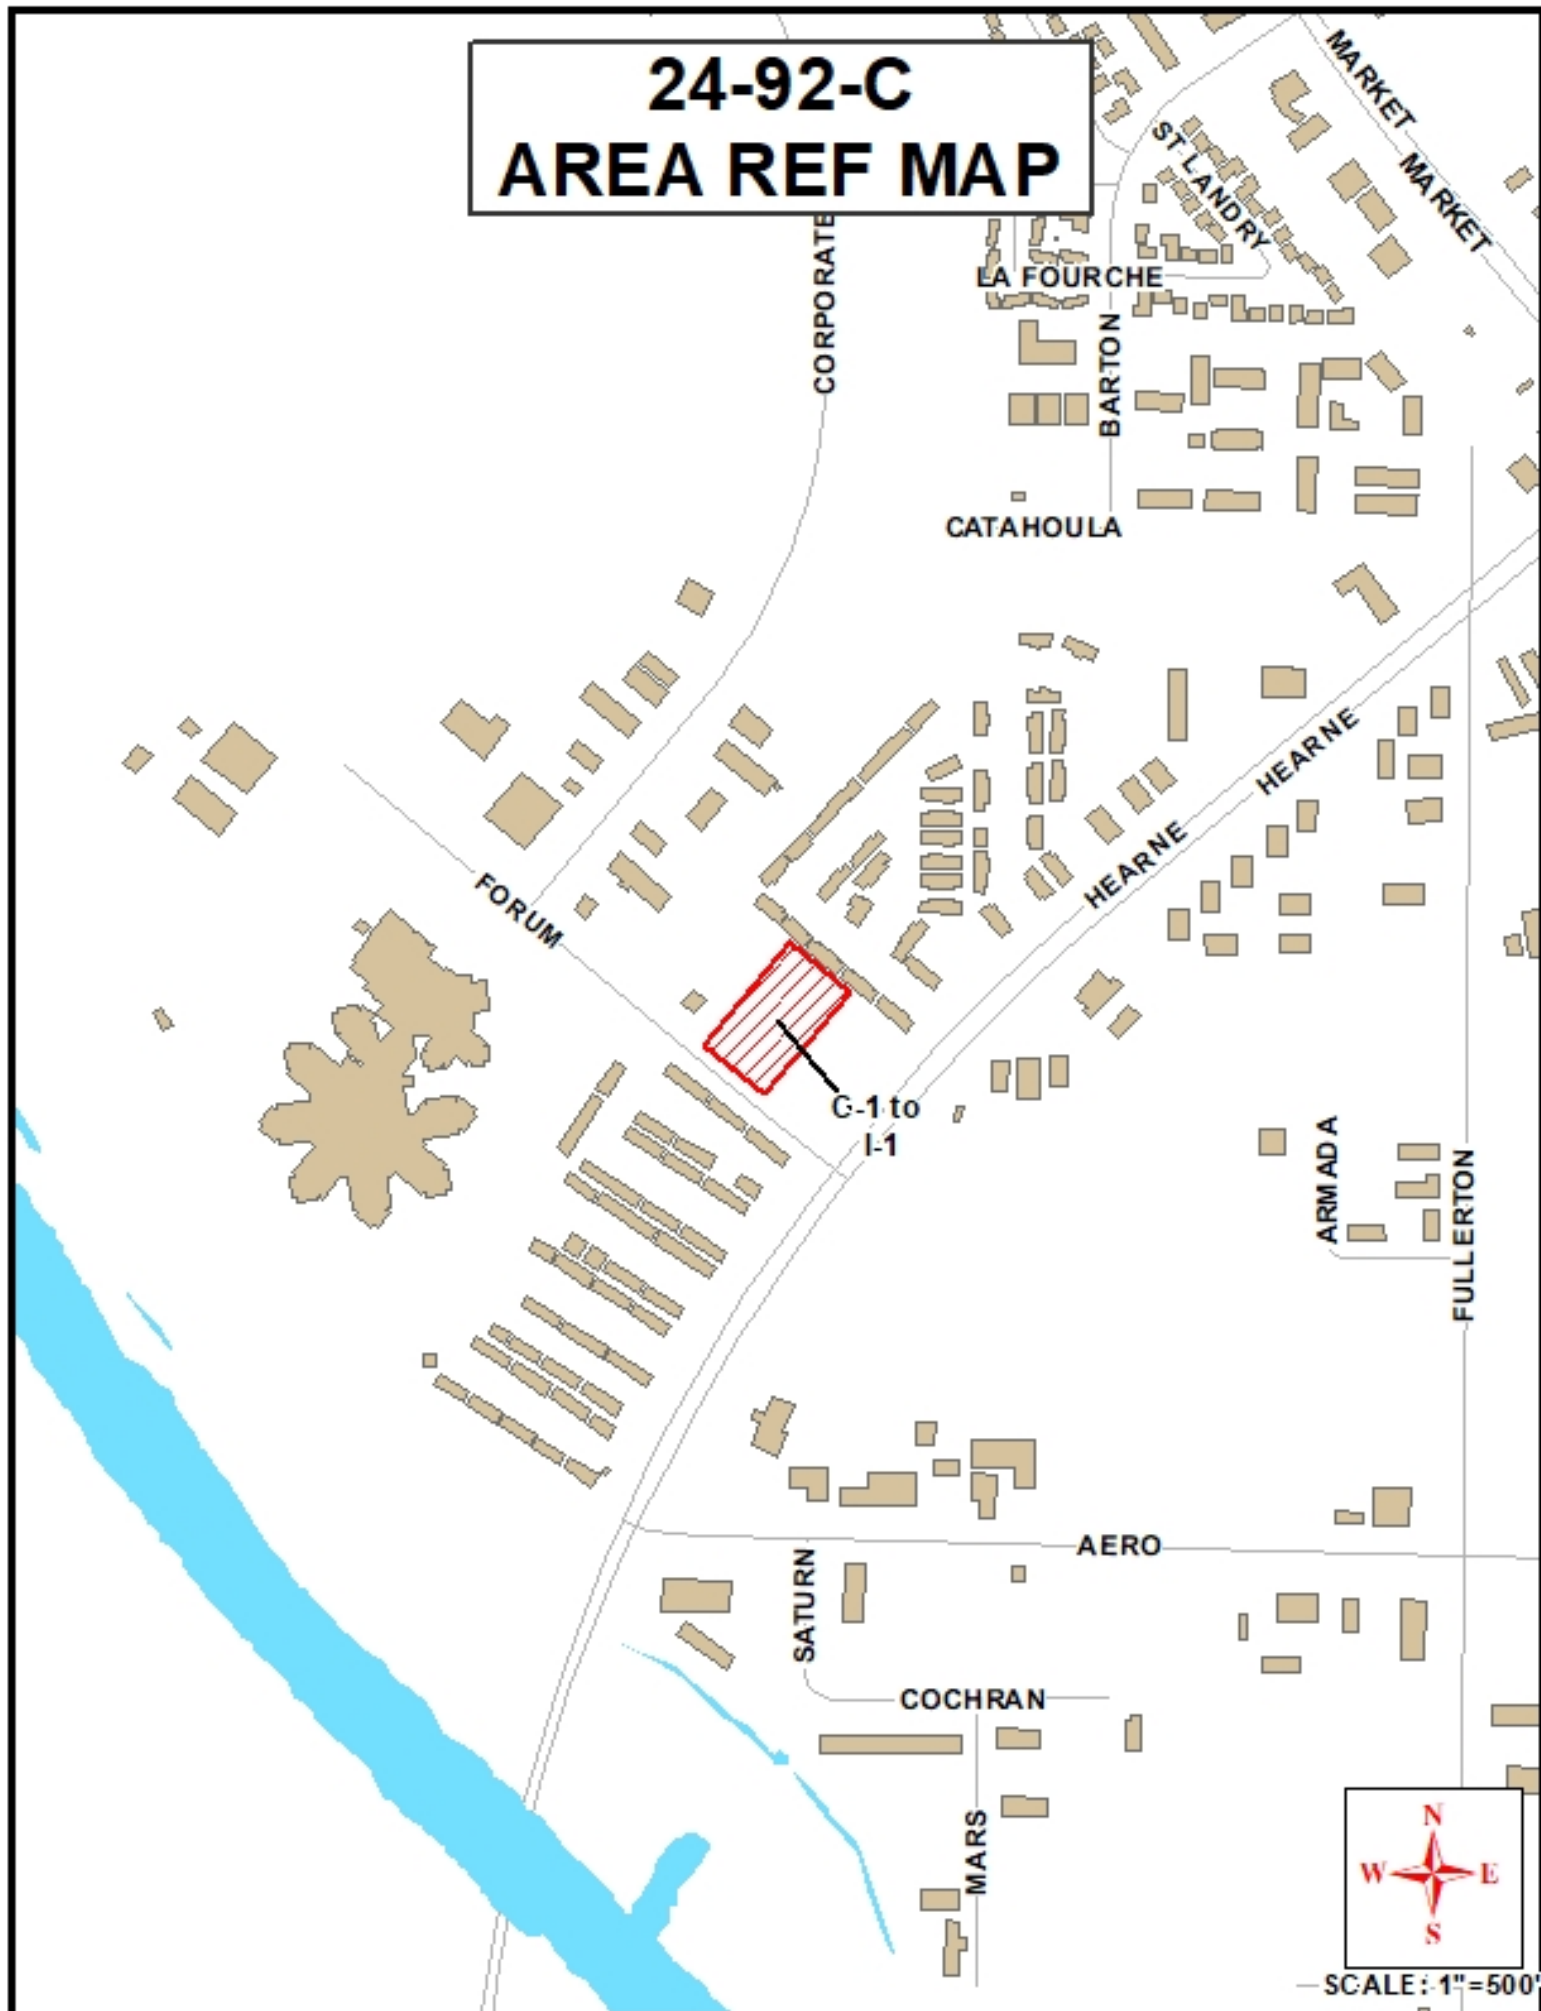 24-92-C
AREA REF MAP
MARKET
MARKET
ST LANDRY
CORPORATE
LA FOURCHE
BARTON
CATAHOULA
HEARNE
HEARNE
FORUM
C-1 to
I-1
ARMADA
FULLERTON
AERO
SATURN
COCHRAN
MARS
N
W E
S
SCALE: 1"=500'